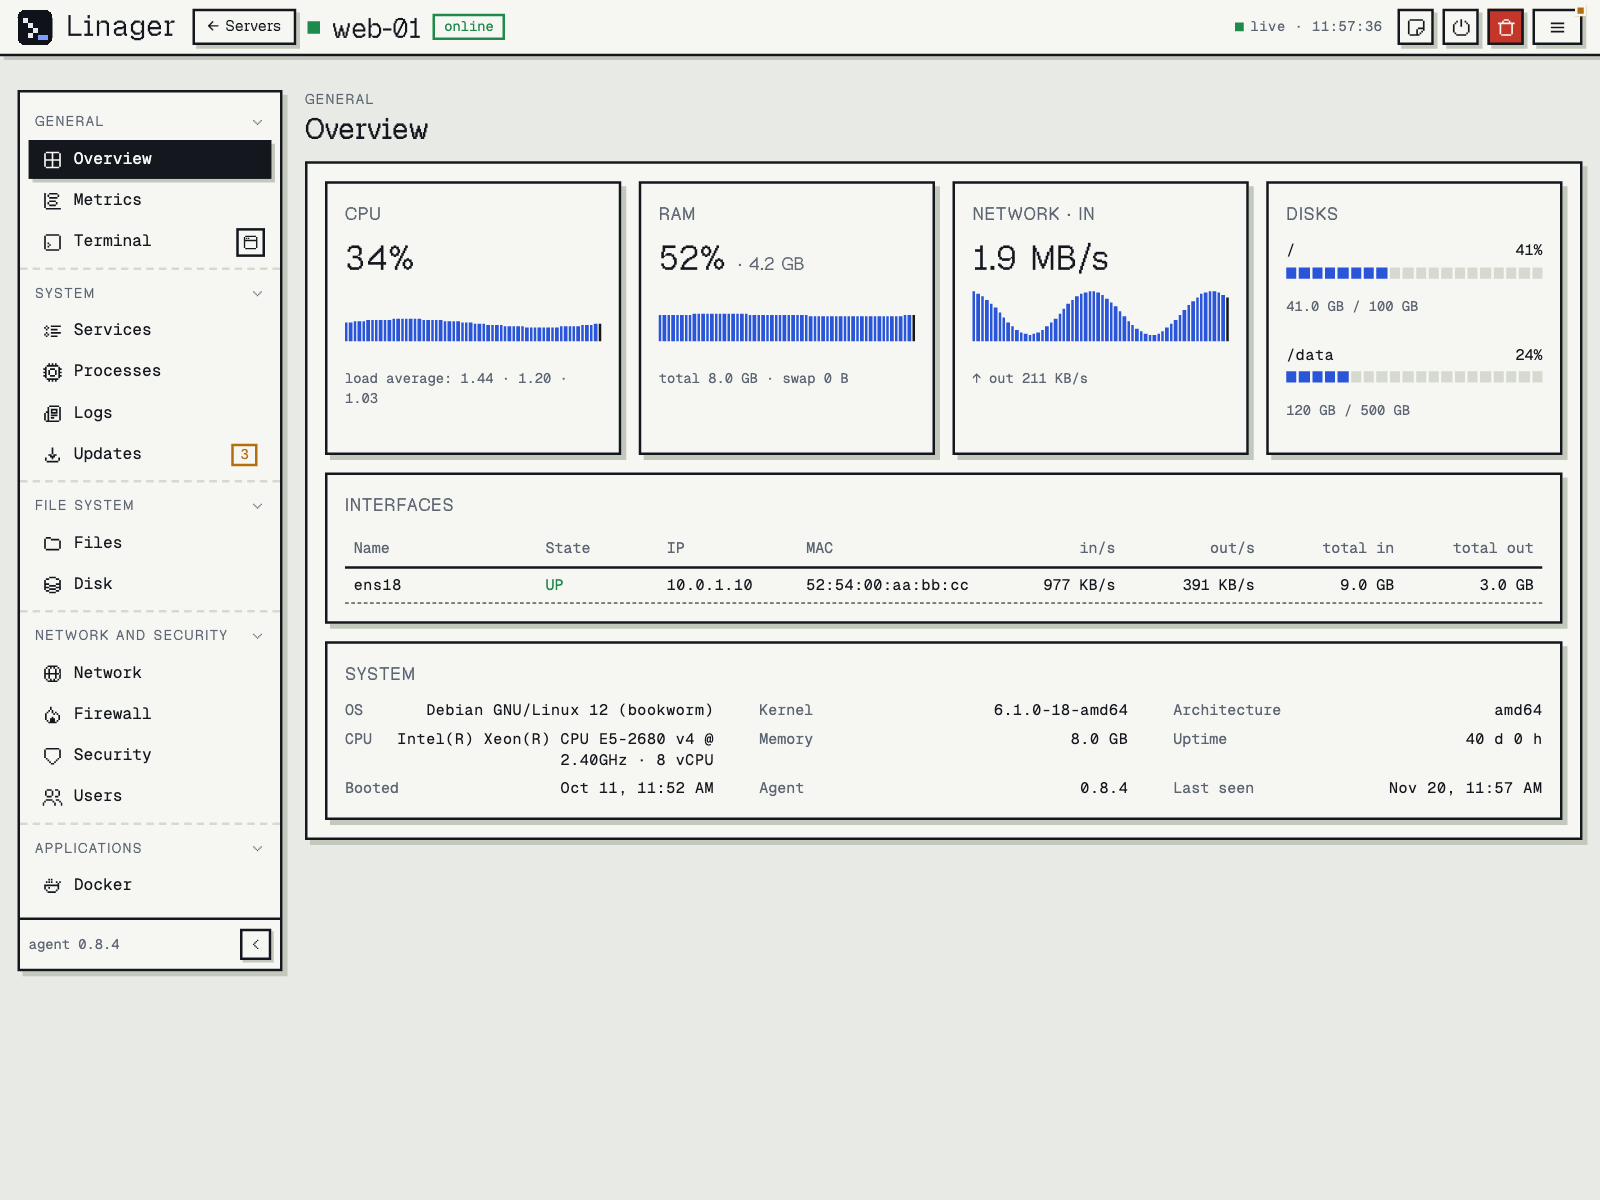 Linager
← Servers
web-01
online
live · 11:57:36
GENERAL
Overview
Metrics
Terminal
SYSTEM
Services
Processes
Logs
Updates
3
FILE SYSTEM
Files
Disk
NETWORK AND SECURITY
Network
Firewall
Security
Users
APPLICATIONS
Docker
agent 0.8.4
GENERAL
Overview
CPU
34%
load average: 1.44 · 1.20 ·
1.03
RAM
52% · 4.2 GB
total 8.0 GB · swap 0 B
NETWORK · IN
1.9 MB/s
↑ out 211 KB/s
DISKS
/ 41%
41.0 GB / 100 GB
/data 24%
120 GB / 500 GB
INTERFACES
Name State IP MAC in/s out/s total in total out
ens18 UP 10.0.1.10 52:54:00:aa:bb:cc 977 KB/s 391 KB/s 9.0 GB 3.0 GB
SYSTEM
OS Debian GNU/Linux 12 (bookworm) Kernel 6.1.0-18-amd64 Architecture amd64
CPU Intel(R) Xeon(R) CPU E5-2680 v4 @ Memory 8.0 GB Uptime 40 d 0 h
2.40GHz · 8 vCPU
Booted Oct 11, 11:52 AM Agent 0.8.4 Last seen Nov 20, 11:57 AM